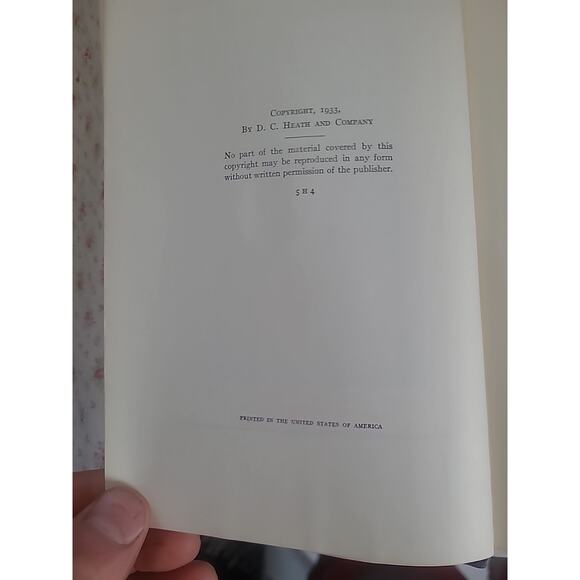 Copyright, 1933,
By D. C. Heath and Company
No part of the material covered by this
copyright may be reproduced in any form
without written permission of the publisher.
5 H 4
PRINTED IN THE UNITED STATES OF AMERICA